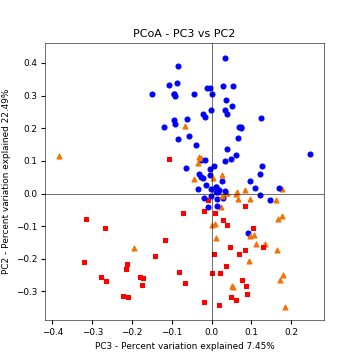 PCoA - PC3 vs PC2
PC2 - Percent variation explained 22.49%
0.4
0.3
0.2
0.1
0.0
−0.1
−0.2
−0.3
−0.4 −0.3 −0.2 −0.1 0.0 0.1 0.2
PC3 - Percent variation explained 7.45%